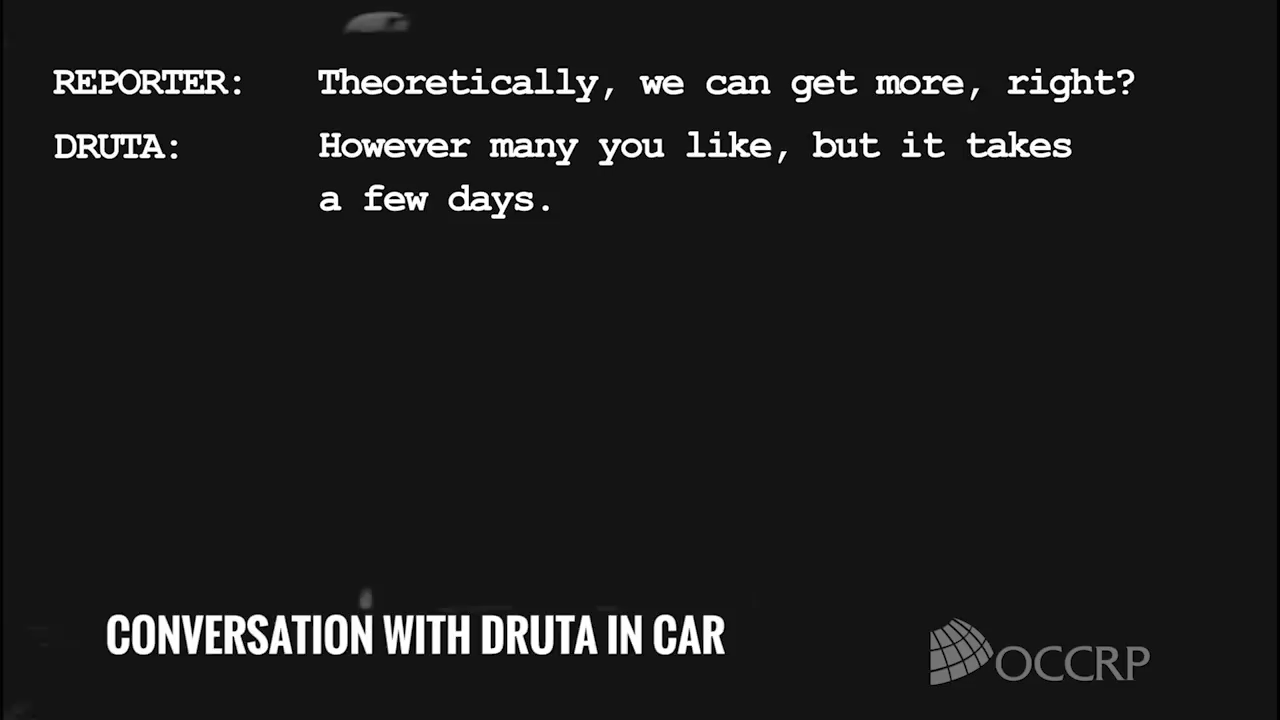 REPORTER: Theoretically, we can get more, right?
DRUTA: However many you like, but it takes
a few days.
CONVERSATION WITH DRUTA IN CAR
OCCRP